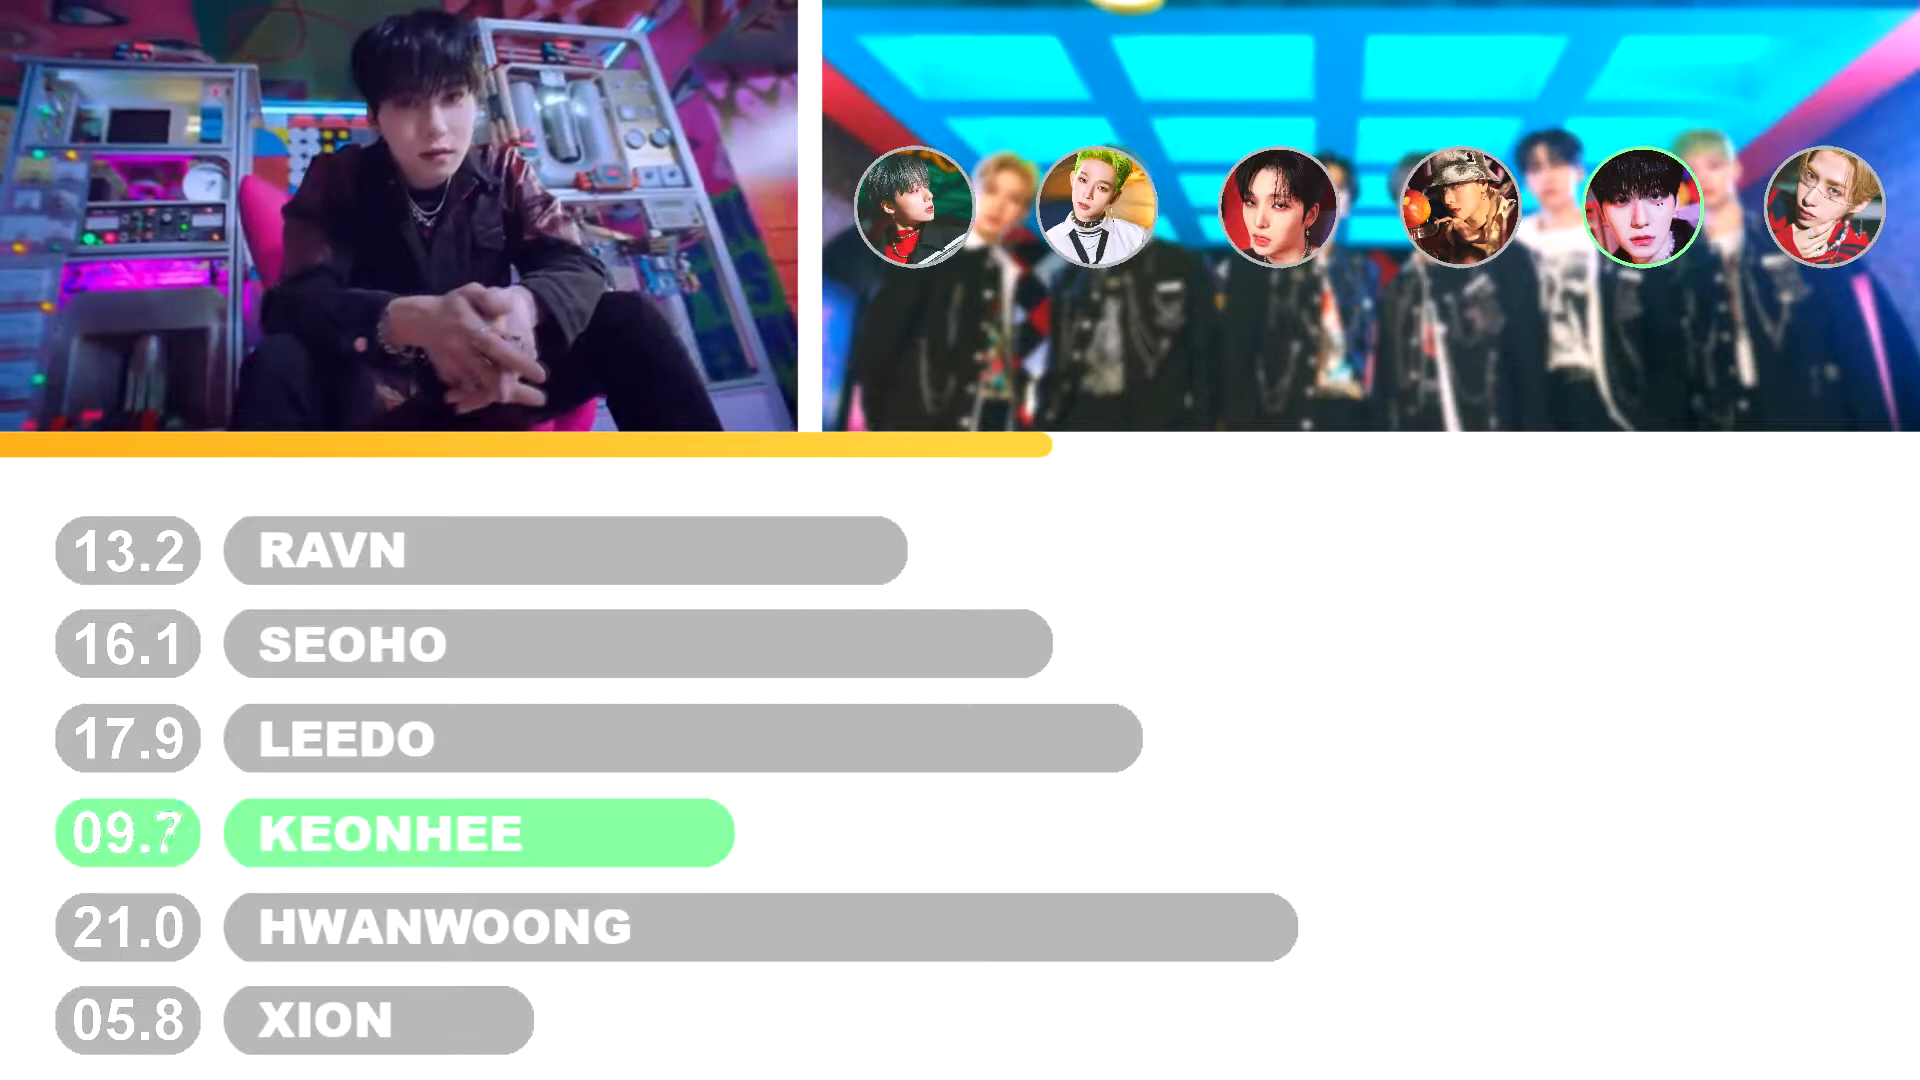 13.2 RAVN
16.1 SEOHO
17.9 LEEDO
09.7 KEONHEE
21.0 HWANWOONG
05.8 XION